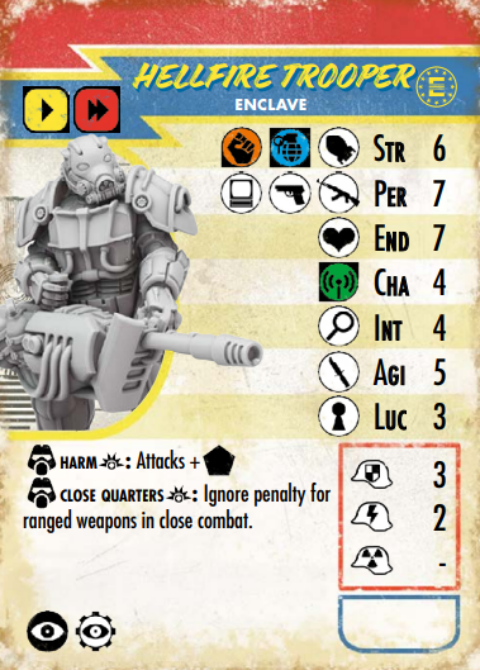 HELLFIRE TROOPER
E
ENCLAVE
STR 6
PER 7
END 7
CHA 4
INT 4
AGI 5
LUC 3
HARM: Attacks +
CLOSE QUARTERS: Ignore penalty for
ranged weapons in close combat.
3
2
-